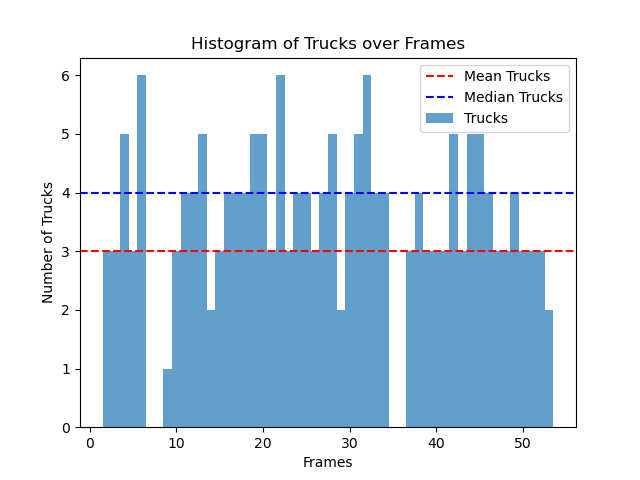 Histogram of Trucks over Frames
Mean Trucks
Median Trucks
Trucks
Number of Trucks
6
5
4
3
2
1
0
0 10 20 30 40 50
Frames